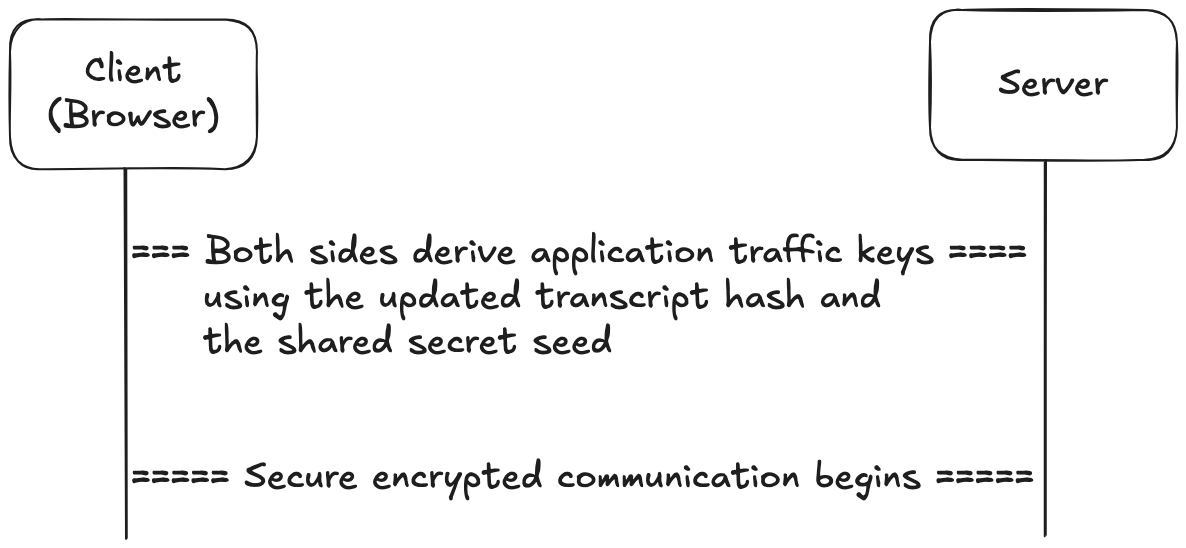 Client
(Browser)
Server
=== Both sides derive application traffic keys ====
using the updated transcript hash and
the shared secret seed
===== Secure encrypted communication begins =====